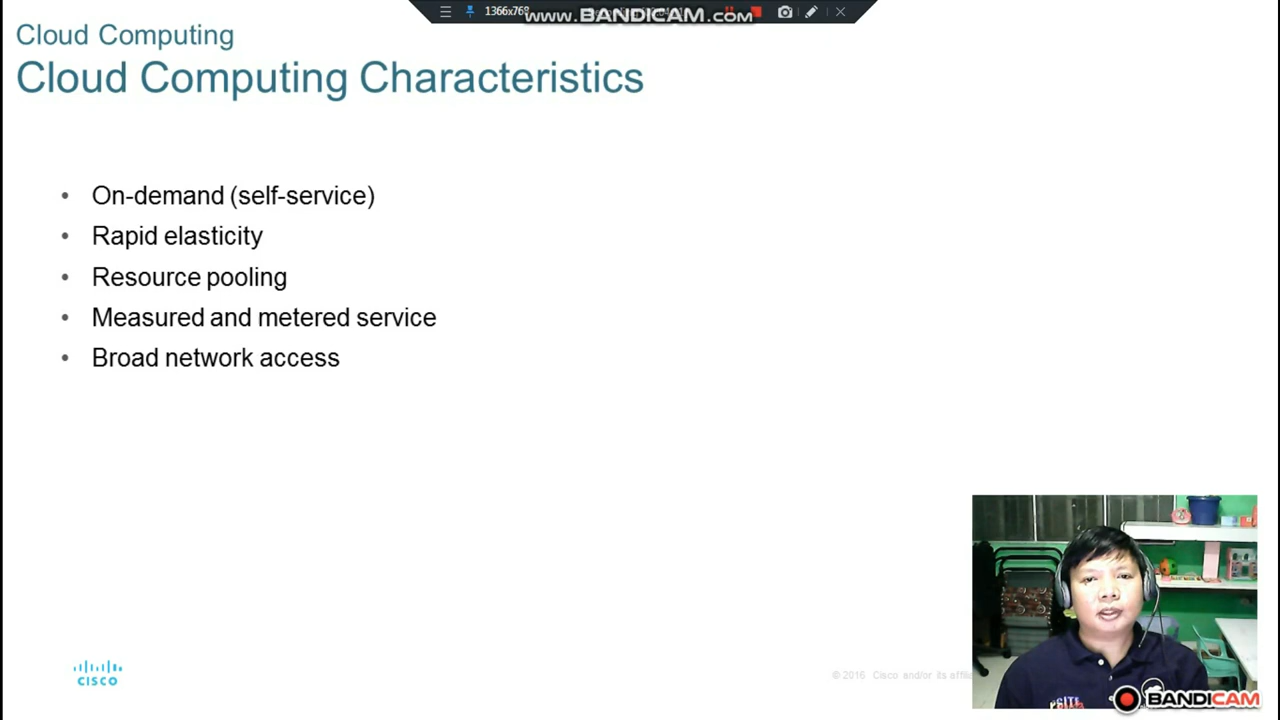 1366x768
www.BANDICAM.com
Cloud Computing
Cloud Computing Characteristics
• On-demand (self-service)
• Rapid elasticity
• Resource pooling
• Measured and metered service
• Broad network access
CISCO
© 2016 Cisco and/or its
BANDICAM